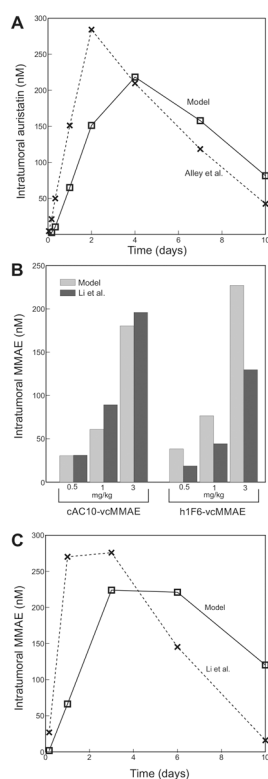 A
Intratumoral auristatin (nM)
300
250
200
150
100
50
Model
Alley et al.
0
2
4
6
8
10
Time (days)
B
Intratumoral MMAE (nM)
250
200
150
100
50
0
Model
Li et al.
0.5
1
3
0.5
1
3
mg/kg
mg/kg
cAC10-vcMMAE
h1F6-vcMMAE
C
Intratumoral MMAE (nM)
300
250
200
150
100
50
0
Model
Li et al.
0
2
4
6
8
10
Time (days)